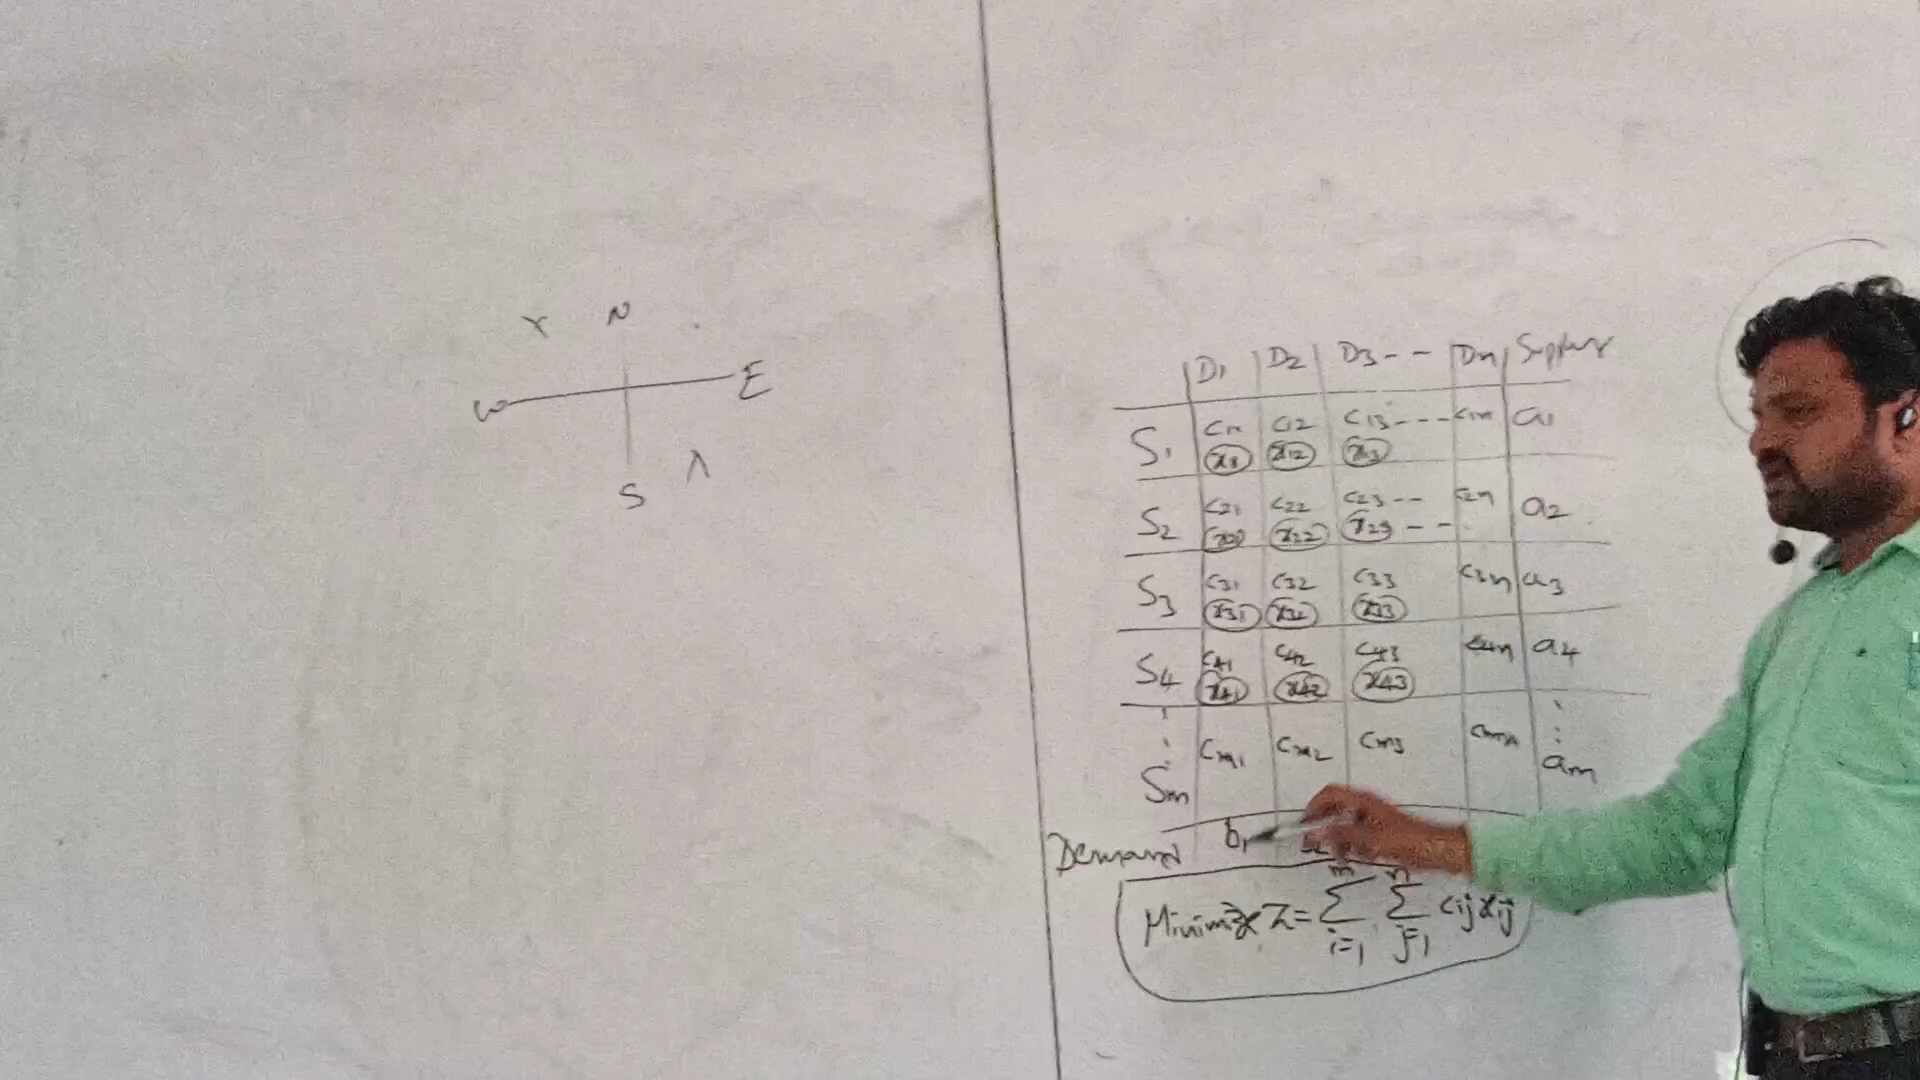 N
W E
S
D1 D2 D3 - - Dn Supply
S1 C11 C12 C13 - - - - C1n a1
x11 x12 x13
S2 C21 C22 C23 - - C2n a2
x21 x22 x23 - -
S3 C31 C32 C33 C3n a3
x31 x32 x33
S4 C41 C42 C43 C4n a4
x41 x42 x43
Sm Cm1 Cm2 Cm3 Cmn am
Demand b1
Minimize Z = m∑i=1 n∑j=1 cij xij